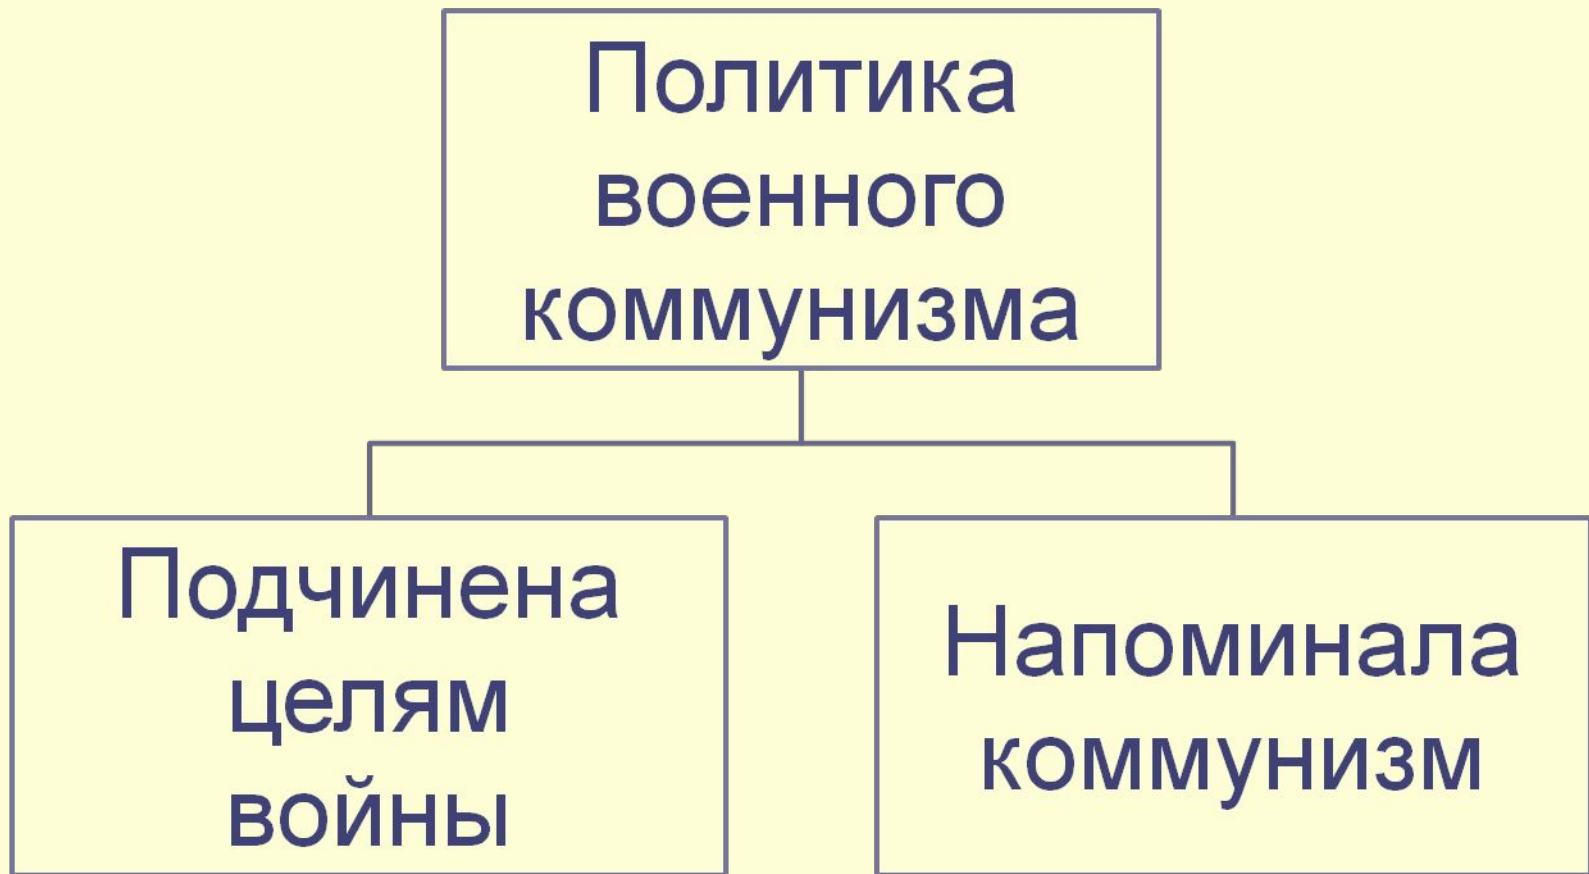 Политика
военного
коммунизма
Подчинена
целям
войны
Напоминала
коммунизм